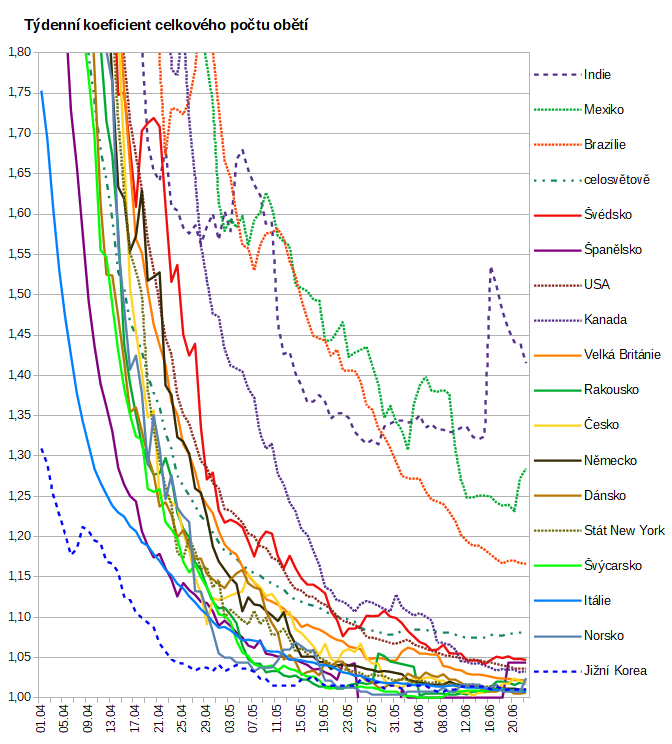 Týdenní koeficient celkového počtu obětí
1,80
1,75
1,70
1,65
1,60
1,55
1,50
1,45
1,40
1,35
1,30
1,25
1,20
1,15
1,10
1,05
1,00
01.04
05.04
09.04
13.04
17.04
21.04
25.04
29.04
03.05
07.05
11.05
15.05
19.05
23.05
27.05
31.05
04.06
08.06
12.06
16.06
20.06
Indie
Mexiko
Brazílie
celosvětově
Švédsko
Španělsko
USA
Kanada
Velká Británie
Rakousko
Česko
Německo
Dánsko
Stát New York
Švýcarsko
Itálie
Norsko
Jižní Korea